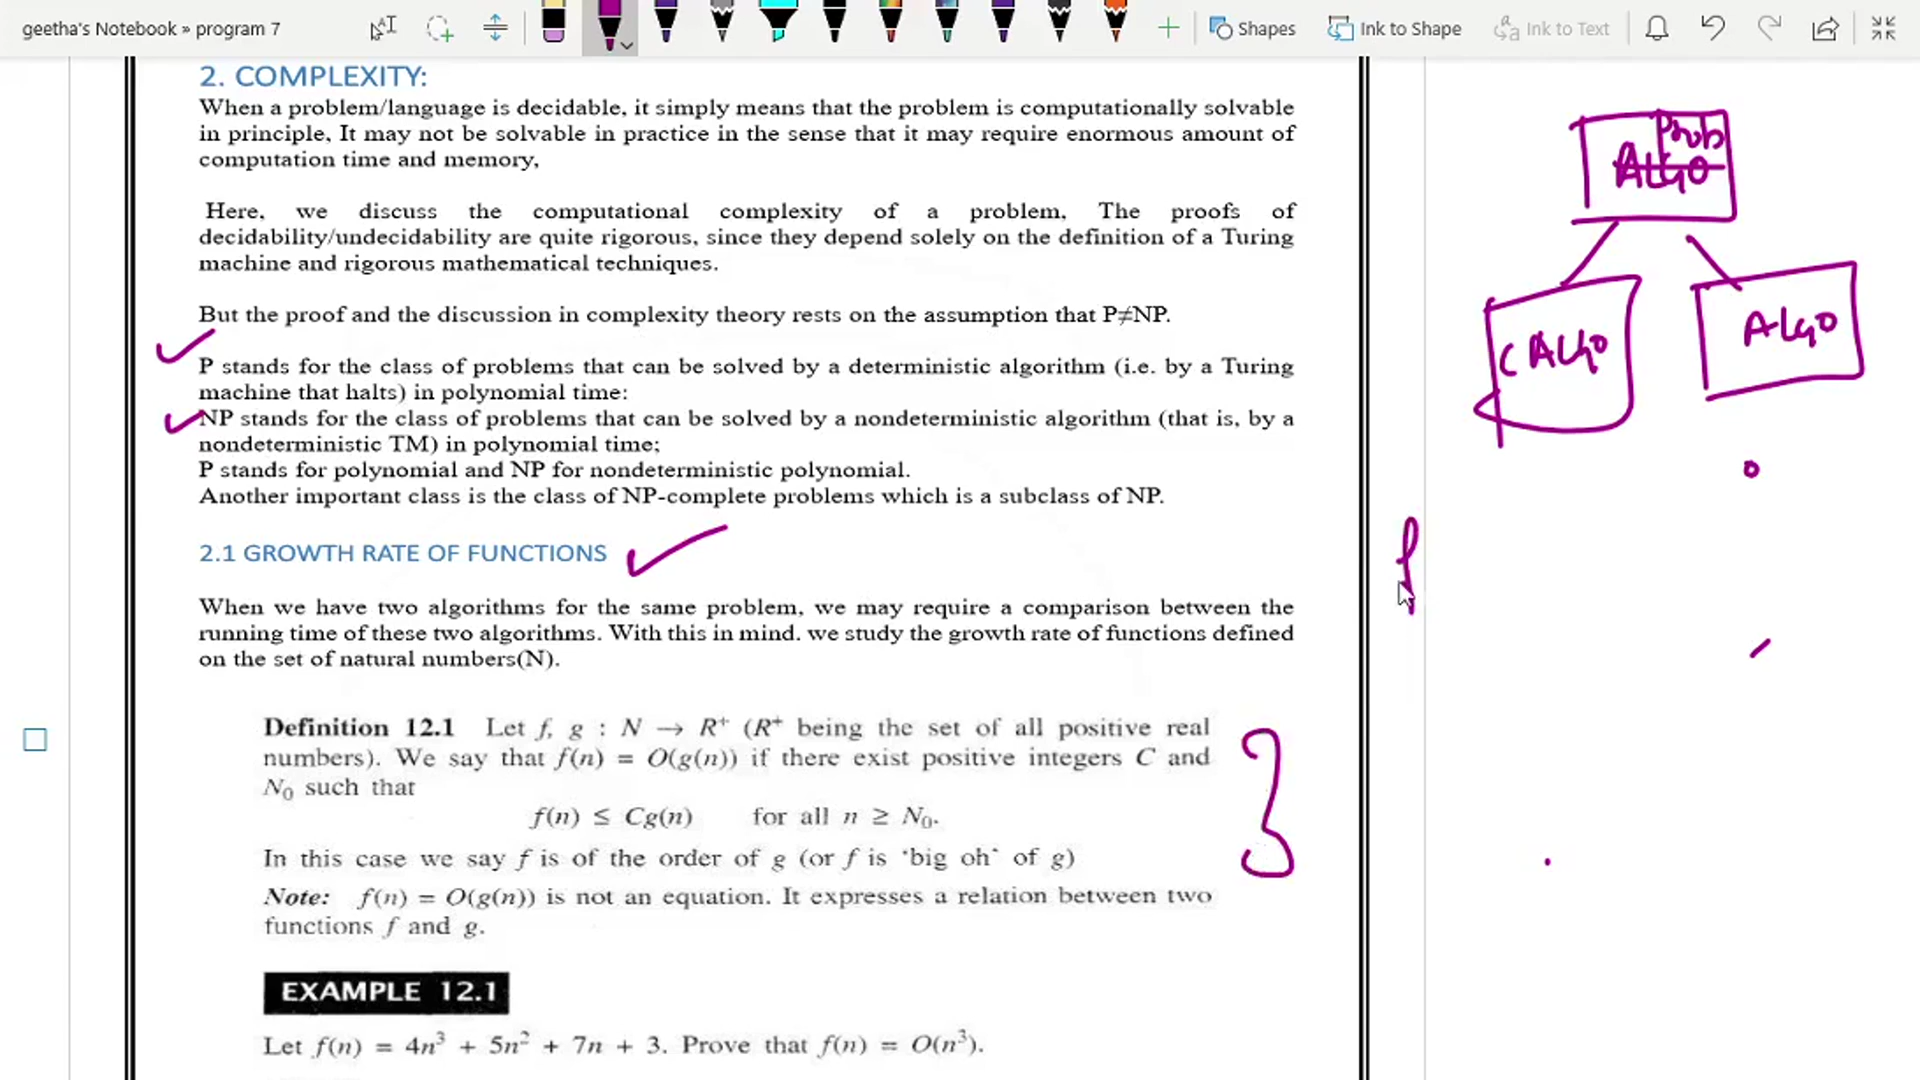 geetha's Notebook » program 7
Shapes
Ink to Shape
Ink to Text
2. COMPLEXITY:
When a problem/language is decidable, it simply means that the problem is computationally solvable
in principle, It may not be solvable in practice in the sense that it may require enormous amount of
computation time and memory,
Here, we discuss the computational complexity of a problem, The proofs of
decidability/undecidability are quite rigorous, since they depend solely on the definition of a Turing
machine and rigorous mathematical techniques.
But the proof and the discussion in complexity theory rests on the assumption that P≠NP.
P stands for the class of problems that can be solved by a deterministic algorithm (i.e. by a Turing
machine that halts) in polynomial time:
NP stands for the class of problems that can be solved by a nondeterministic algorithm (that is, by a
nondeterministic TM) in polynomial time;
P stands for polynomial and NP for nondeterministic polynomial.
Another important class is the class of NP-complete problems which is a subclass of NP.
2.1 GROWTH RATE OF FUNCTIONS
When we have two algorithms for the same problem, we may require a comparison between the
running time of these two algorithms. With this in mind. we study the growth rate of functions defined
on the set of natural numbers(N).
Definition 12.1 Let f, g : N → R⁺ (R⁺ being the set of all positive real
numbers). We say that f(n) = O(g(n)) if there exist positive integers C and
N₀ such that
f(n) ≤ Cg(n) for all n ≥ N₀.
In this case we say f is of the order of g (or f is 'big oh' of g)
Note: f(n) = O(g(n)) is not an equation. It expresses a relation between two
functions f and g.
EXAMPLE 12.1
Let f(n) = 4n³ + 5n² + 7n + 3. Prove that f(n) = O(n³).
Prob
ALGO
C ALGO
ALGO
f